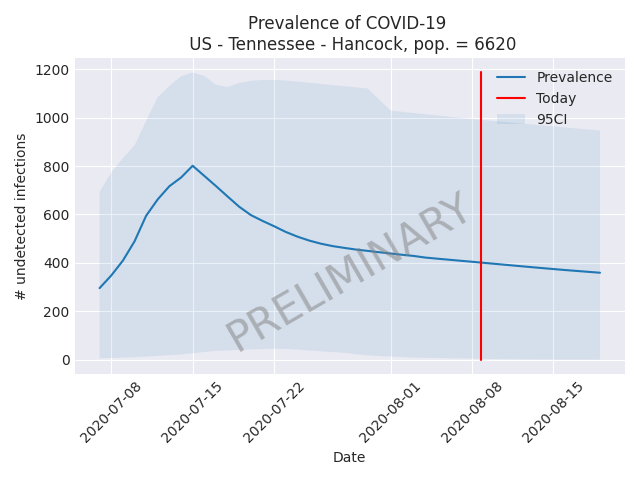 Prevalence of COVID-19
US - Tennessee - Hancock, pop. = 6620
# undetected infections
1200
1000
800
600
400
200
0
Prevalence
Today
95CI
PRELIMINARY
2020-07-08
2020-07-15
2020-07-22
2020-08-01
2020-08-08
2020-08-15
Date